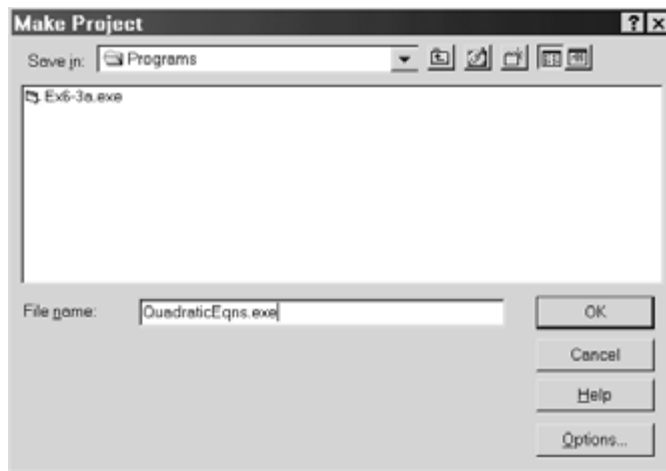 Make Project
Save in: Programs
Ex6-3a.exe
File name: QuadraticEqns.exe
OK
Cancel
Help
Options...